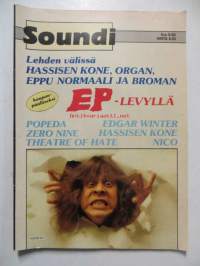 Soundi
Lehden välissä
HASSISEN KONE, ORGAN,
EPPU NORMAALI JA BROMAN
EP -LEVYLLÄ
POPEDA EDGAR WINTER
ZERO NINE HASSISEN KONE
THEATRE OF HATE NICO